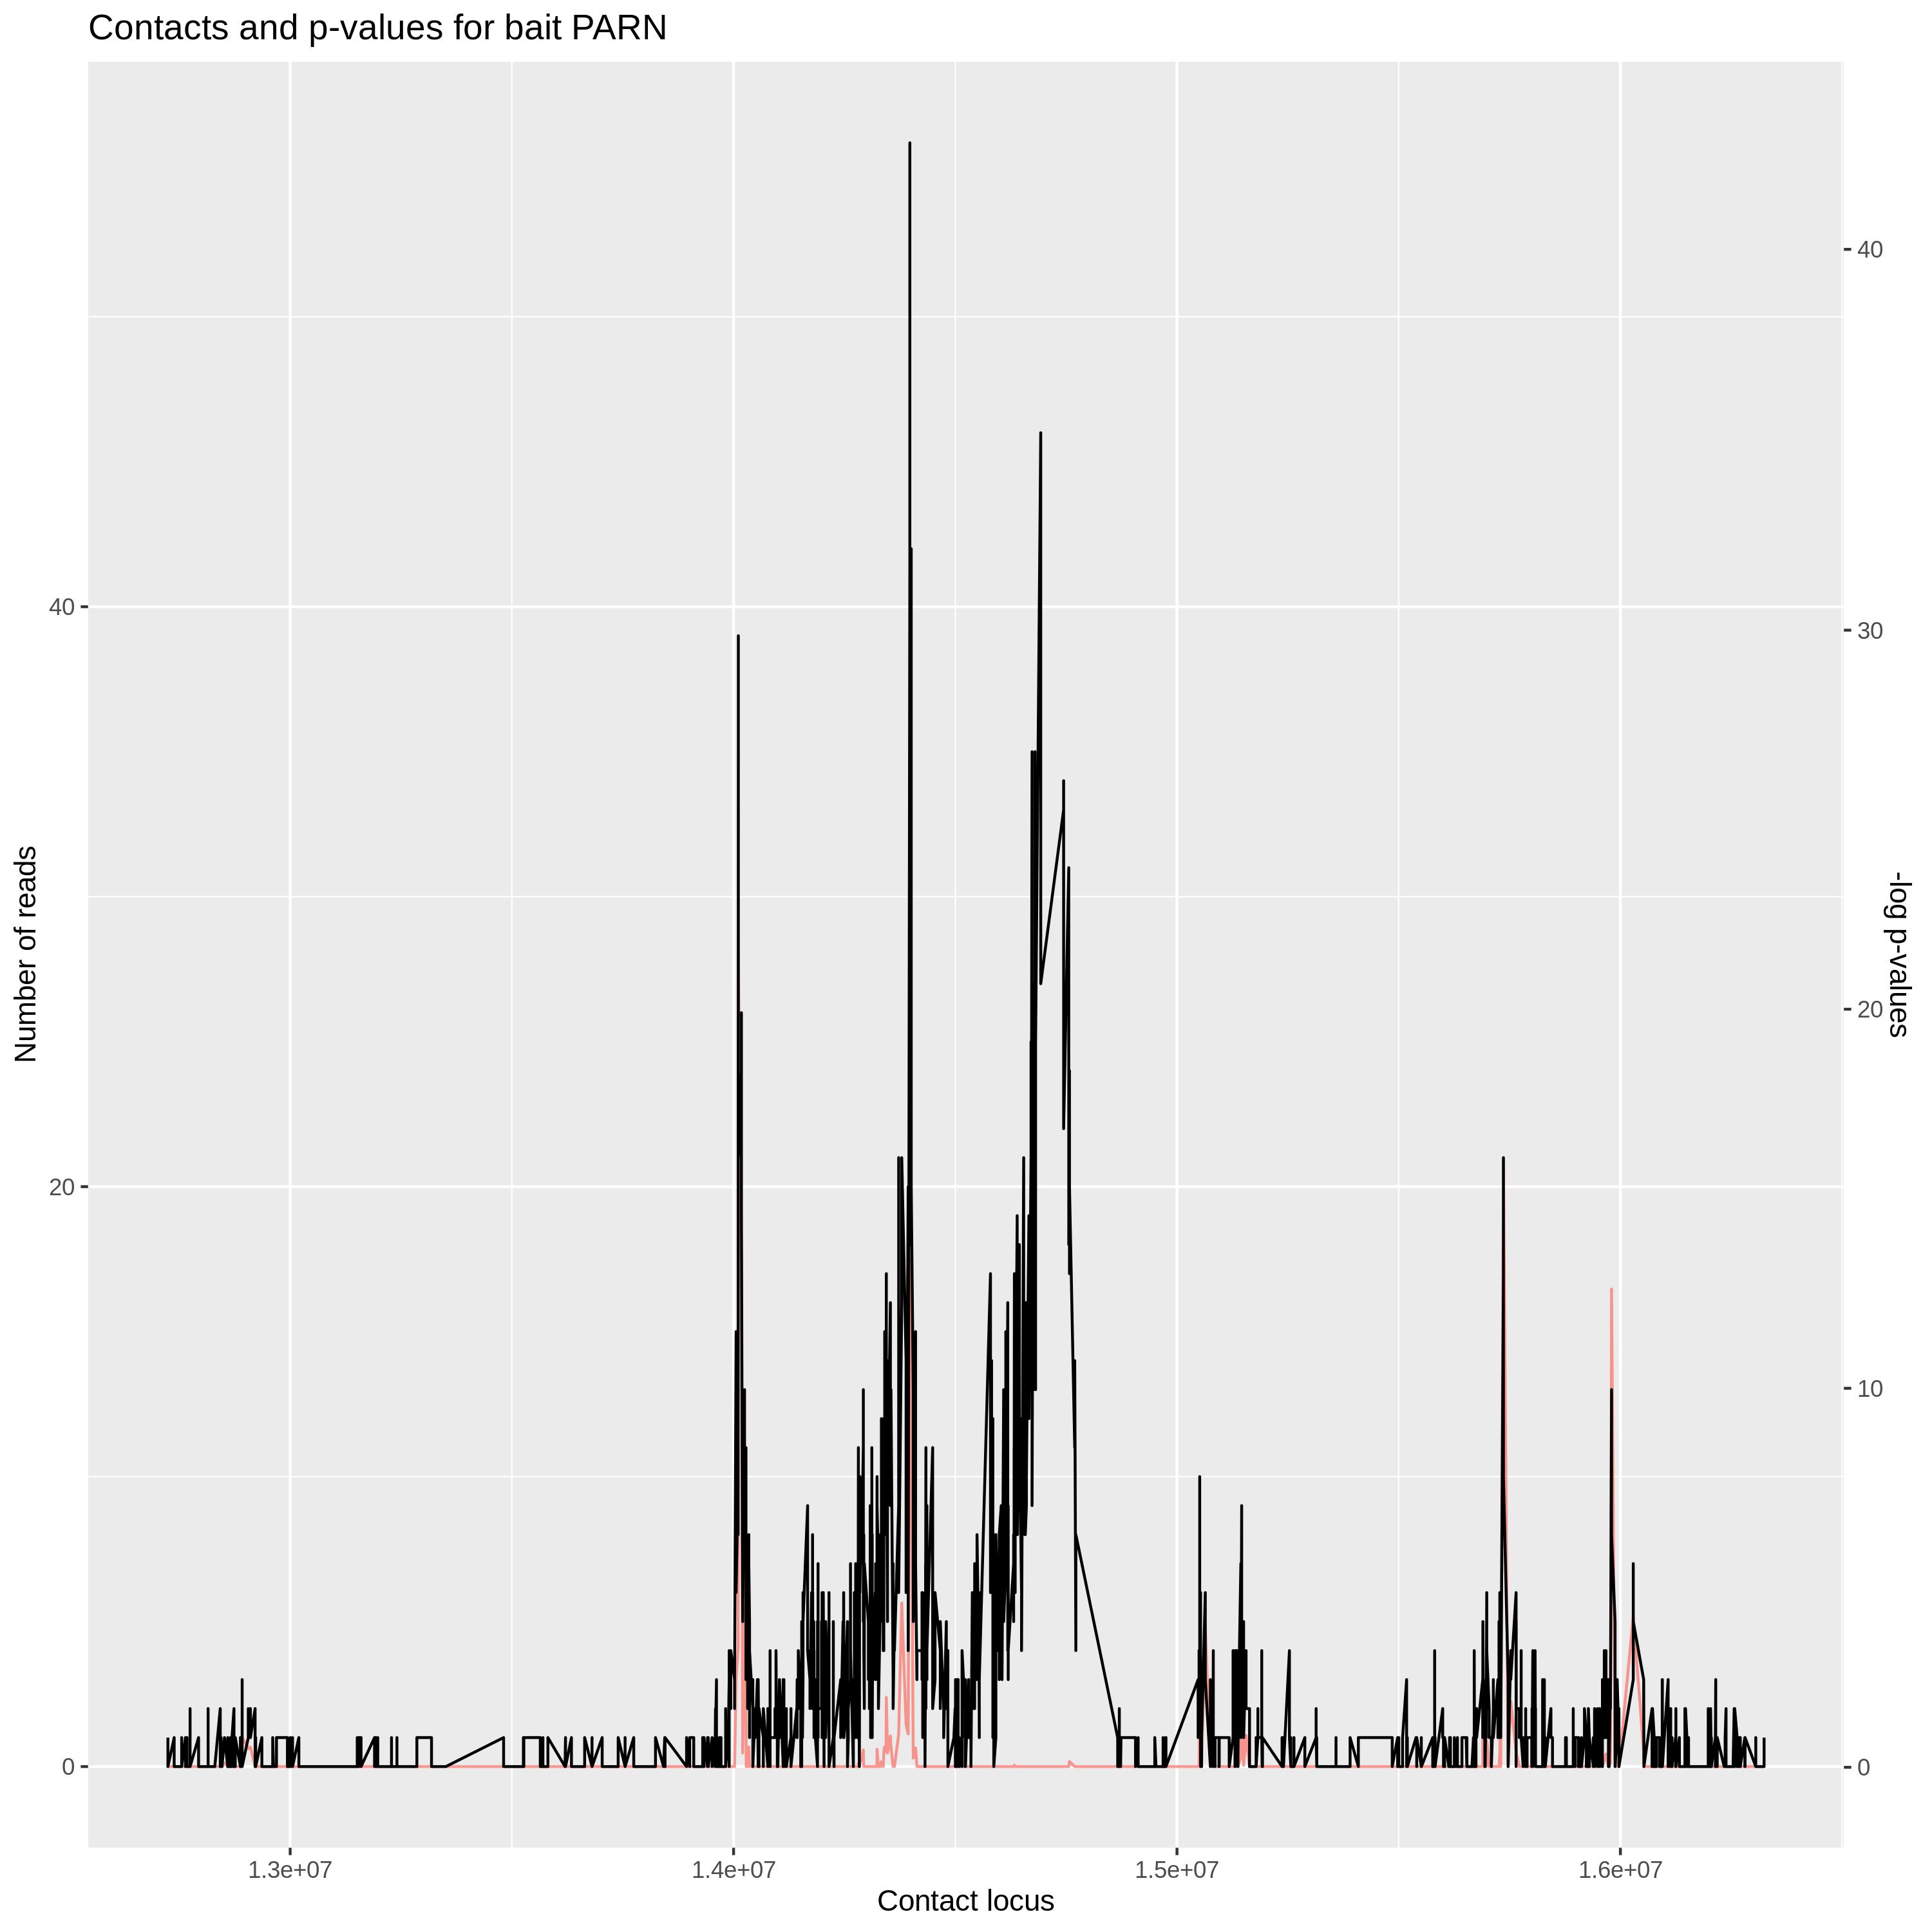 Contacts and p-values for bait PARN
40
20
0
Number of reads
40
30
20
10
0
-log p-values
1.3e+07
1.4e+07
1.5e+07
1.6e+07
Contact locus